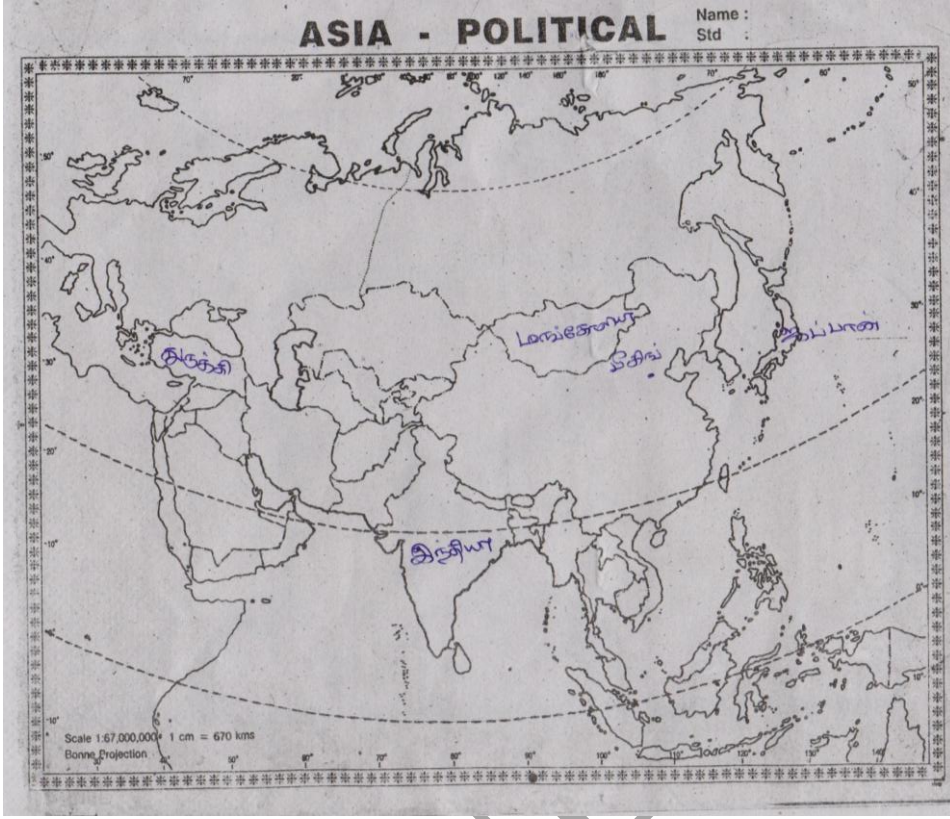 ASIA - POLITICAL
Name :
Std :
துருக்கி
மங்கோலியா
பீகிங்
ஜப்பான்
இந்தியா
Scale 1:67,000,000 1 cm = 670 kms
Bonne Projection